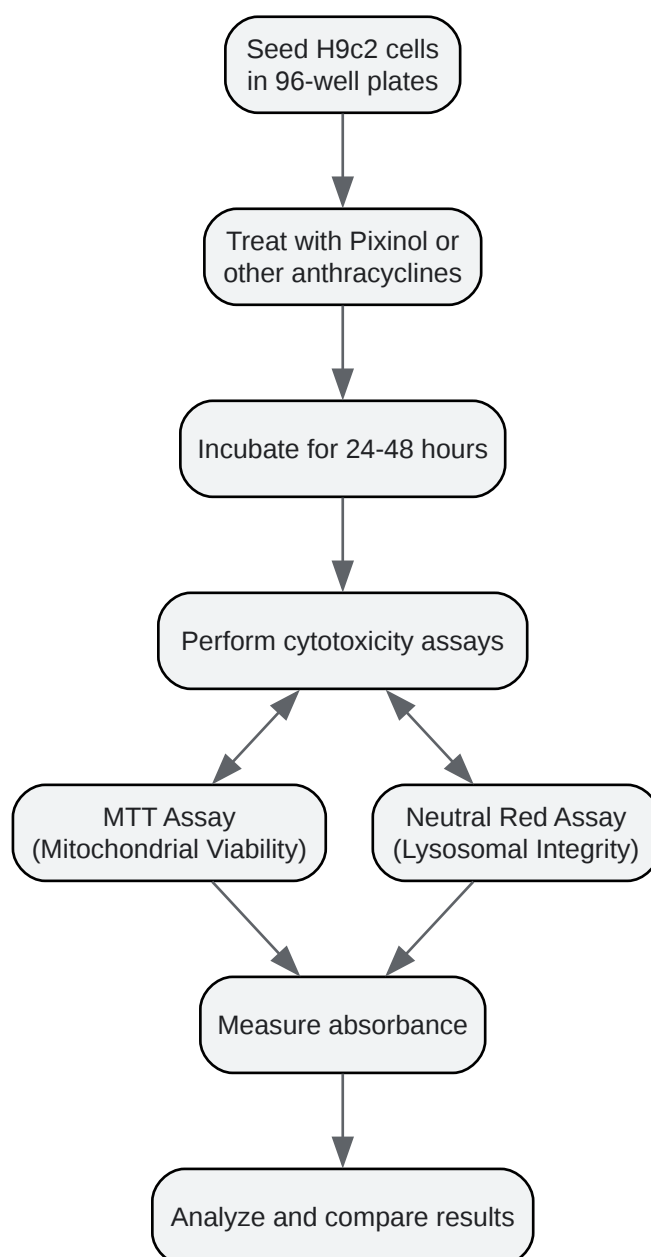 Seed H9c2 cells
in 96-well plates
Treat with Pixinol or
other anthracyclines
Incubate for 24-48 hours
Perform cytotoxicity assays
MTT Assay
(Mitochondrial Viability)
Neutral Red Assay
(Lysosomal Integrity)
Measure absorbance
Analyze and compare results